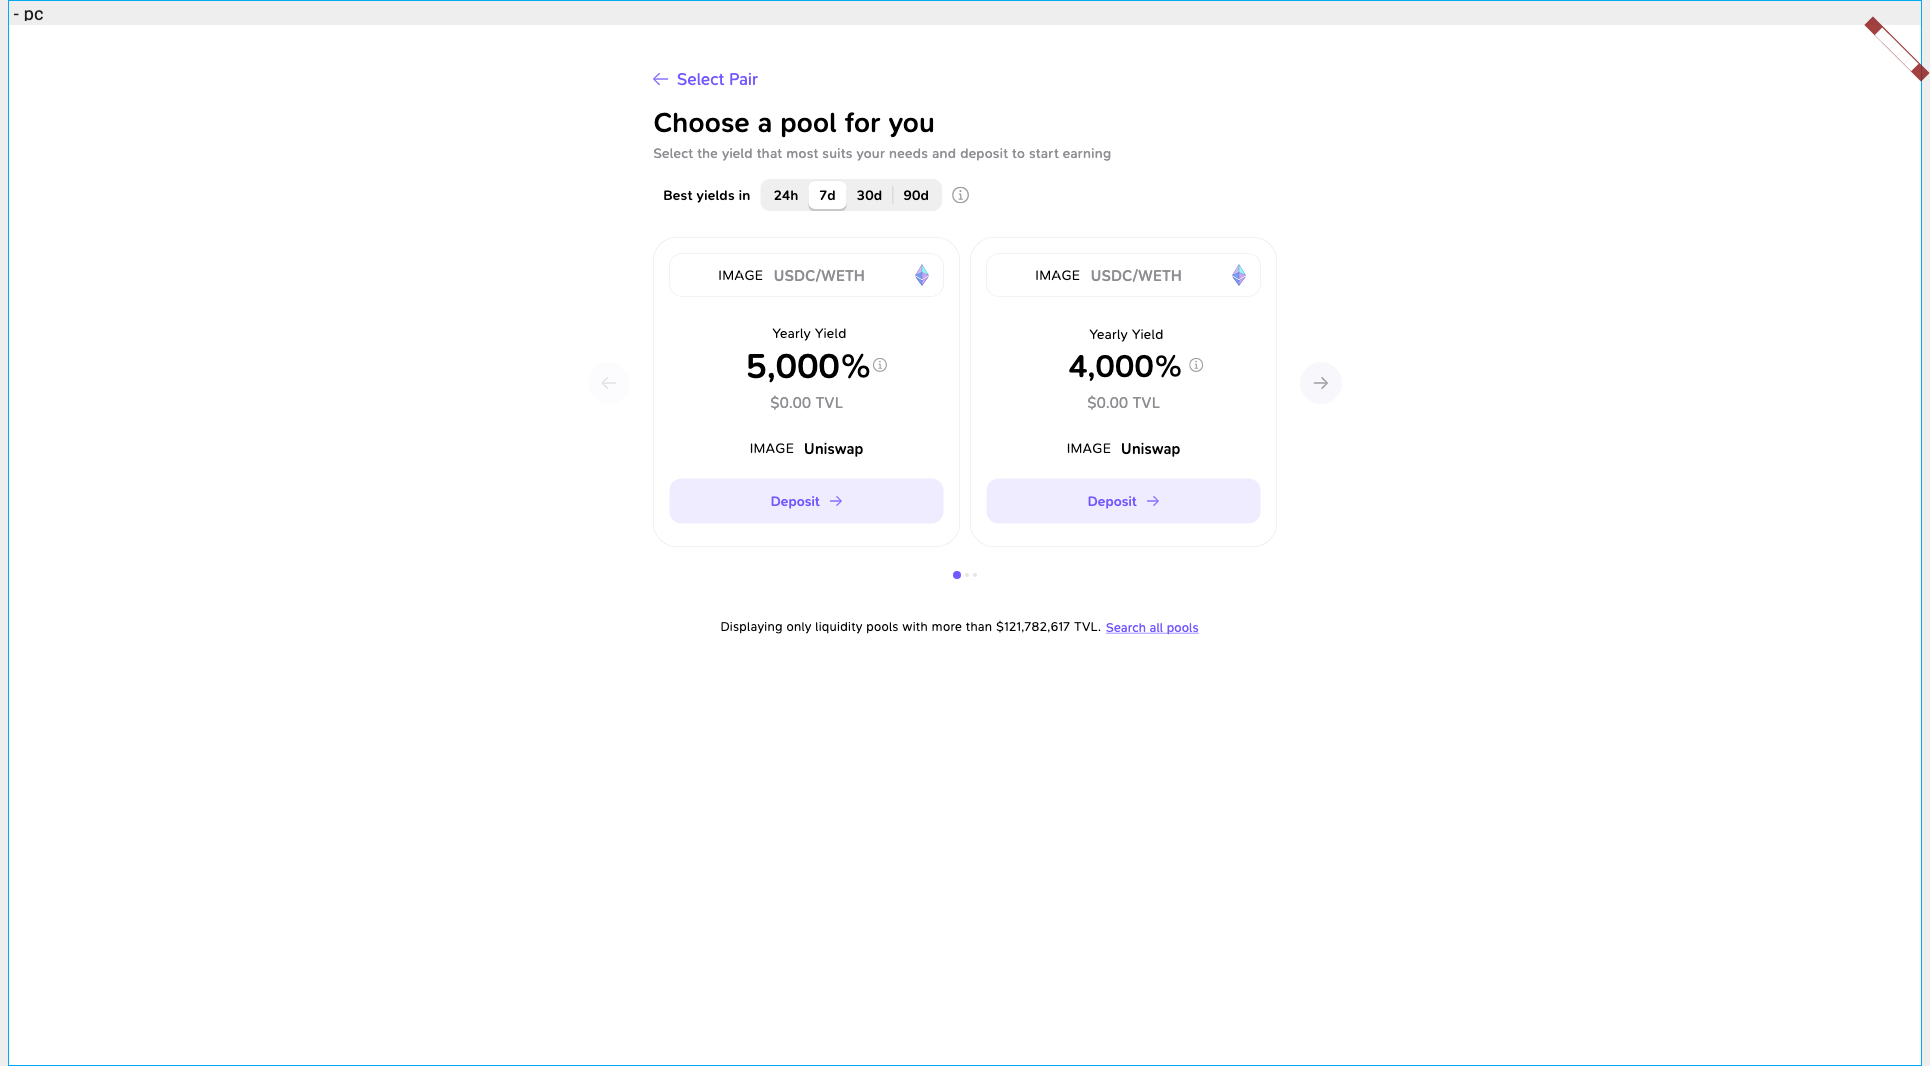 - pc
Select Pair
Choose a pool for you
Select the yield that most suits your needs and deposit to start earning
Best yields in 24h 7d 30d 90d
IMAGE USDC/WETH
Yearly Yield
5,000%
$0.00 TVL
IMAGE Uniswap
Deposit
IMAGE USDC/WETH
Yearly Yield
4,000%
$0.00 TVL
IMAGE Uniswap
Deposit
Displaying only liquidity pools with more than $121,782,617 TVL. Search all pools